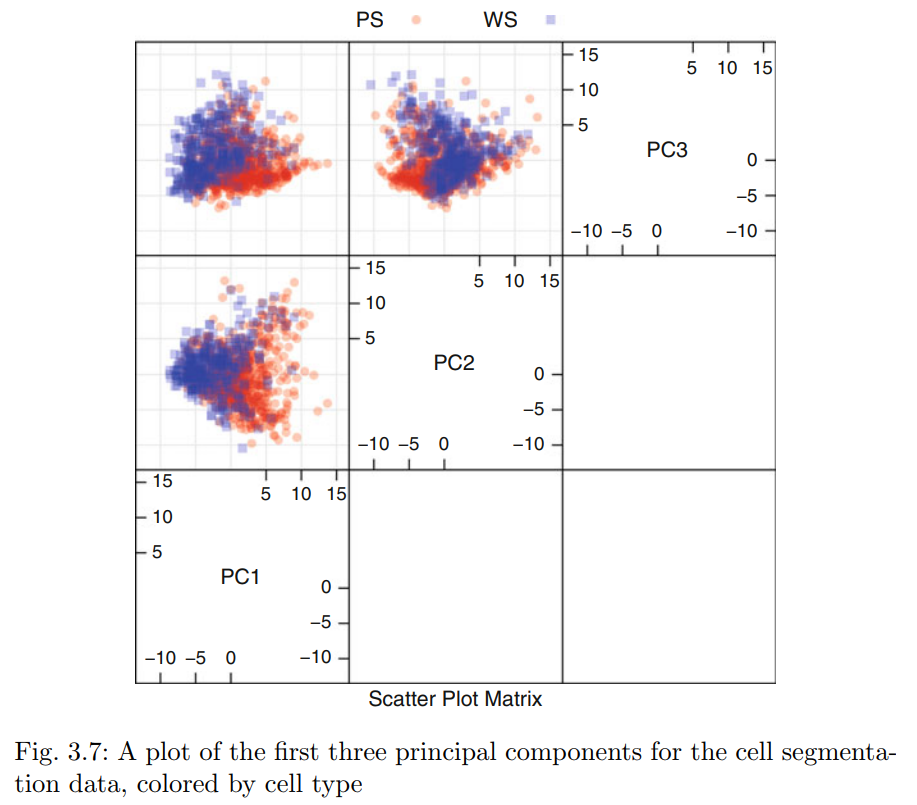 PS WS
15
5 10 15
10
5
PC3
0
−5
−10 −5 0 −10
15
5 10 15
10
5
PC2
0
−5
−10 −5 0 −10
15
5 10 15
10
5
PC1
0
−5
−10 −5 0 −10
Scatter Plot Matrix
Fig. 3.7: A plot of the first three principal components for the cell segmenta-
tion data, colored by cell type